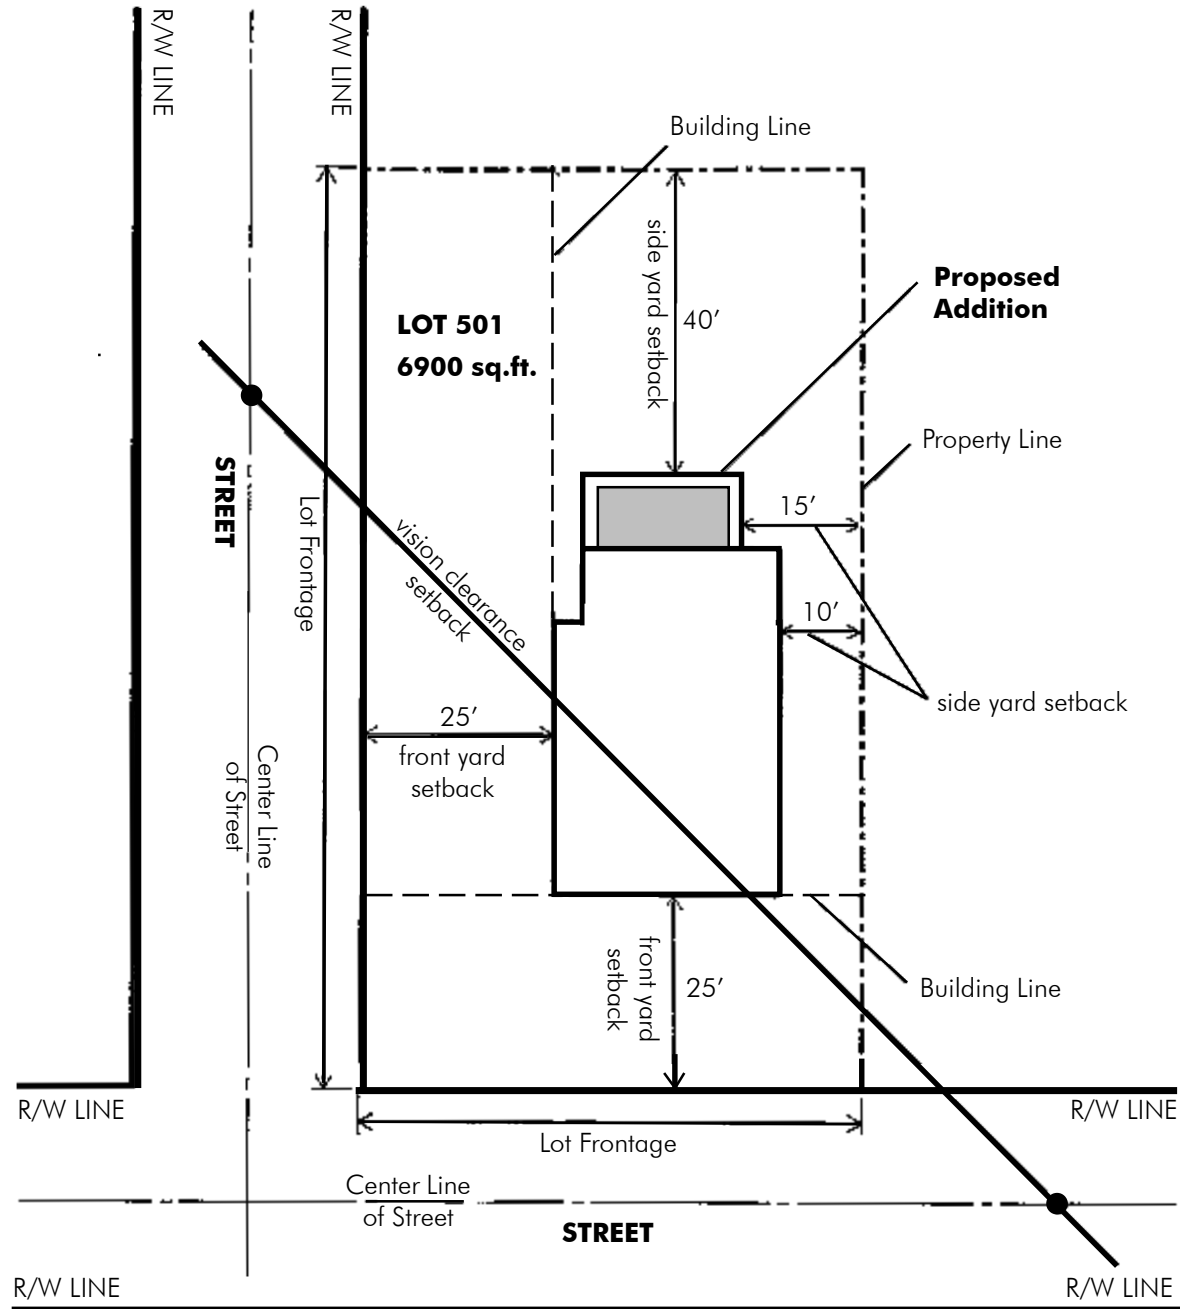 R/W LINE
R/W LINE
Building Line
side yard setback
40’
Proposed
Addition
LOT 501
6900 sq.ft.
Property Line
STREET
Lot Frontage
15’
vision clearance
setback
10’
side yard setback
25’
front yard
setback
Center Line
of Street
front yard
setback
25’
Building Line
R/W LINE
R/W LINE
Lot Frontage
Center Line
of Street
STREET
R/W LINE
R/W LINE